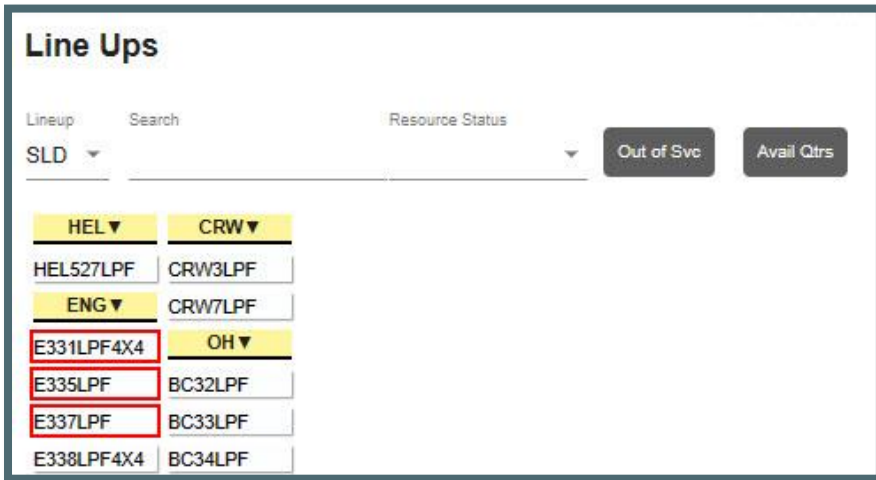 Line Ups
Lineup Search Resource Status
SLD Out of Svc Avail Qtrs
HEL▼ CRW▼
HEL527LPF CRW3LPF
ENG▼ CRW7LPF
E331LPF4X4 OH▼
E335LPF BC32LPF
E337LPF BC33LPF
E338LPF4X4 BC34LPF